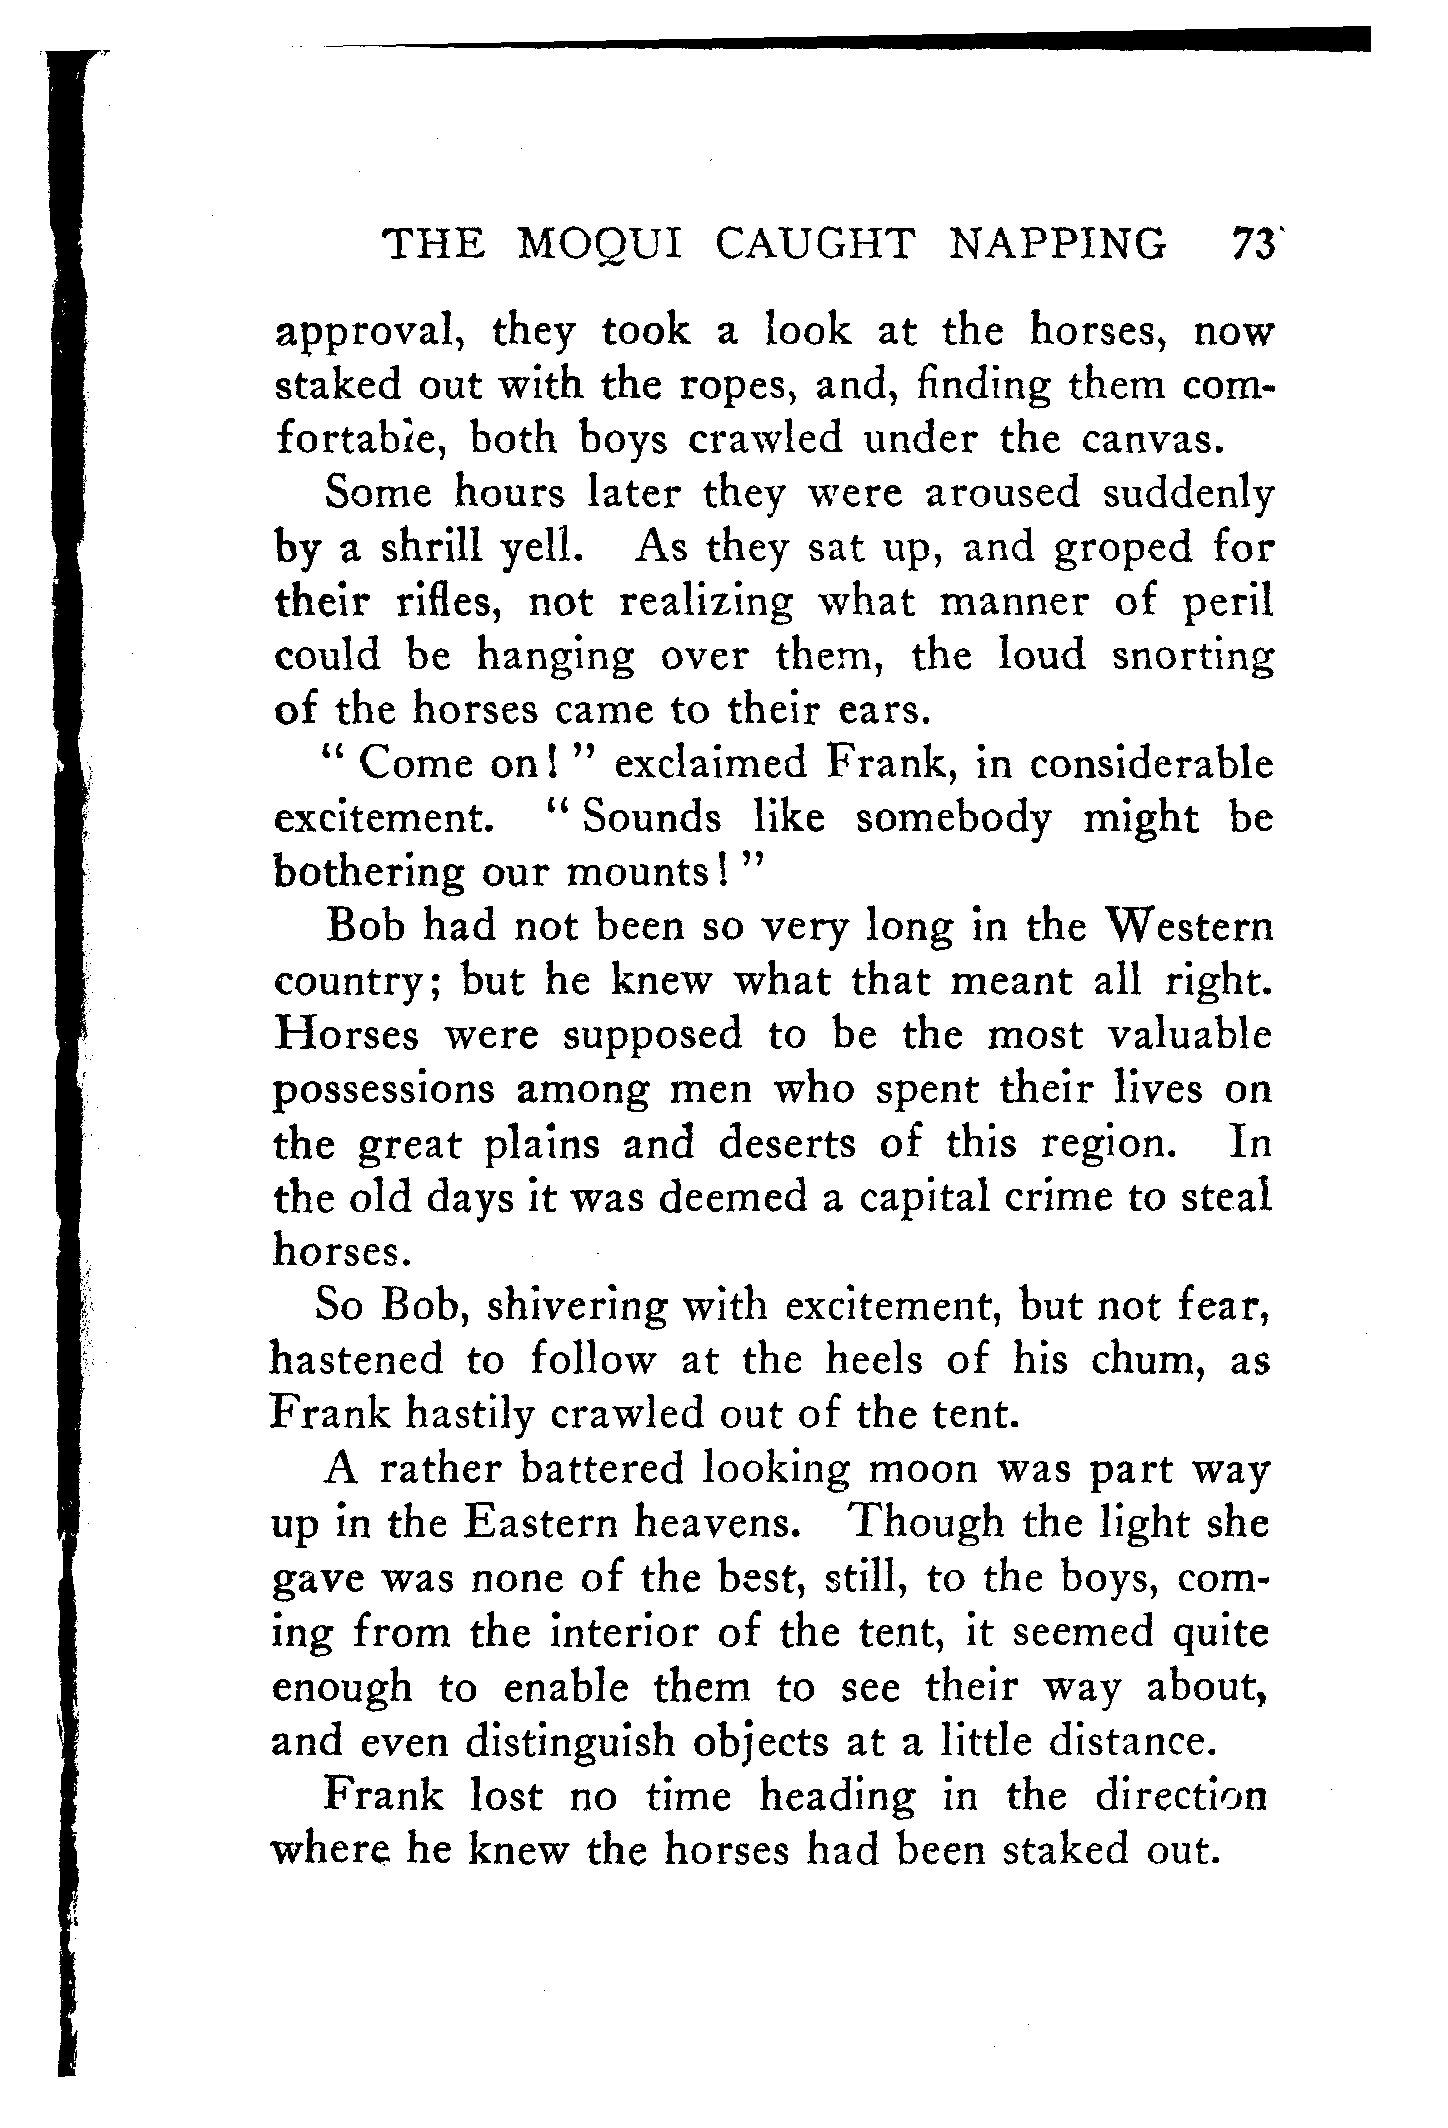 THE MOQUI CAUGHT NAPPING 73
approval, they took a look at the horses, now
staked out with the ropes, and, finding them com-
fortable, both boys crawled under the canvas.
Some hours later they were aroused suddenly
by a shrill yell. As they sat up, and groped for
their rifles, not realizing what manner of peril
could be hanging over them, the loud snorting
of the horses came to their ears.
“ Come on! ” exclaimed Frank, in considerable
excitement. “ Sounds like somebody might be
bothering our mounts! ”
Bob had not been so very long in the Western
country; but he knew what that meant all right.
Horses were supposed to be the most valuable
possessions among men who spent their lives on
the great plains and deserts of this region. In
the old days it was deemed a capital crime to steal
horses.
So Bob, shivering with excitement, but not fear,
hastened to follow at the heels of his chum, as
Frank hastily crawled out of the tent.
A rather battered looking moon was part way
up in the Eastern heavens. Though the light she
gave was none of the best, still, to the boys, com-
ing from the interior of the tent, it seemed quite
enough to enable them to see their way about,
and even distinguish objects at a little distance.
Frank lost no time heading in the direction
where he knew the horses had been staked out.